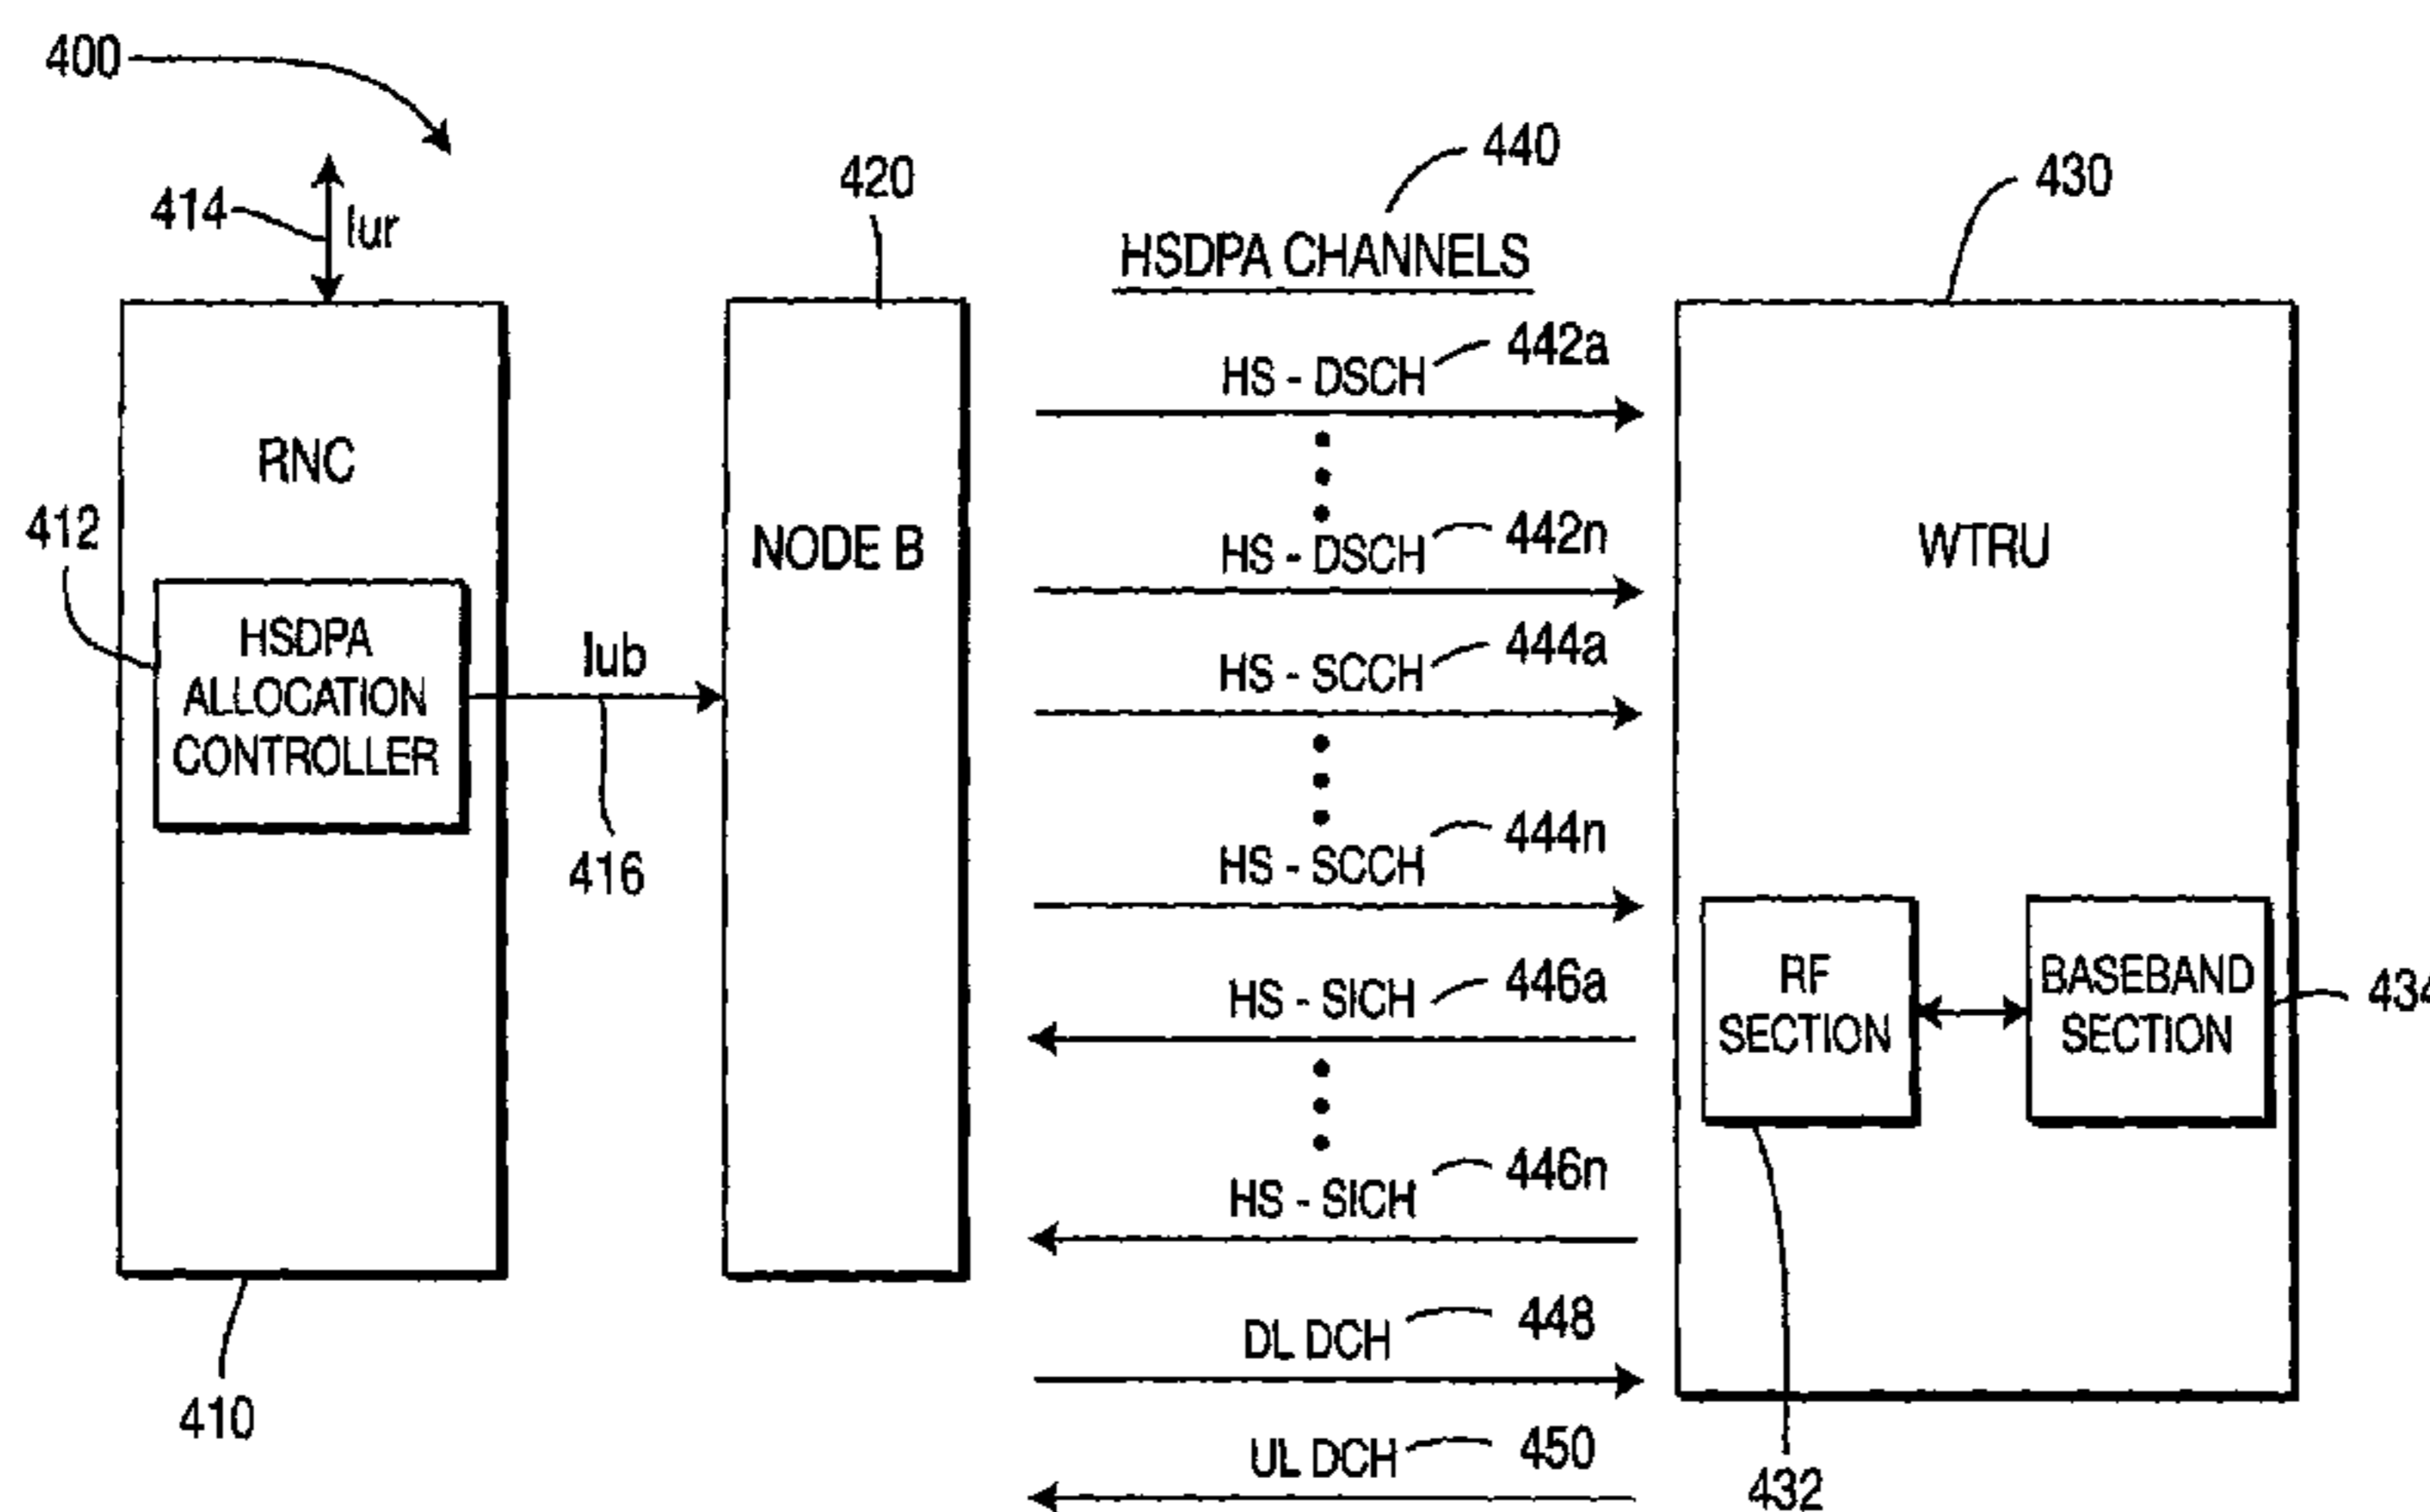 400
414
Iur
420
440
HSDPA CHANNELS
430
HS - DSCH
442a
RNC
412
NODE B
HS - DSCH
442n
WTRU
HSDPA
ALLOCATION
CONTROLLER
Iub
416
HS - SCCH
444a
HS - SCCH
444n
HS - SICH
446a
RF
SECTION
BASEBAND
SECTION
434
HS - SICH
446n
DL DCH
448
410
UL DCH
450
432